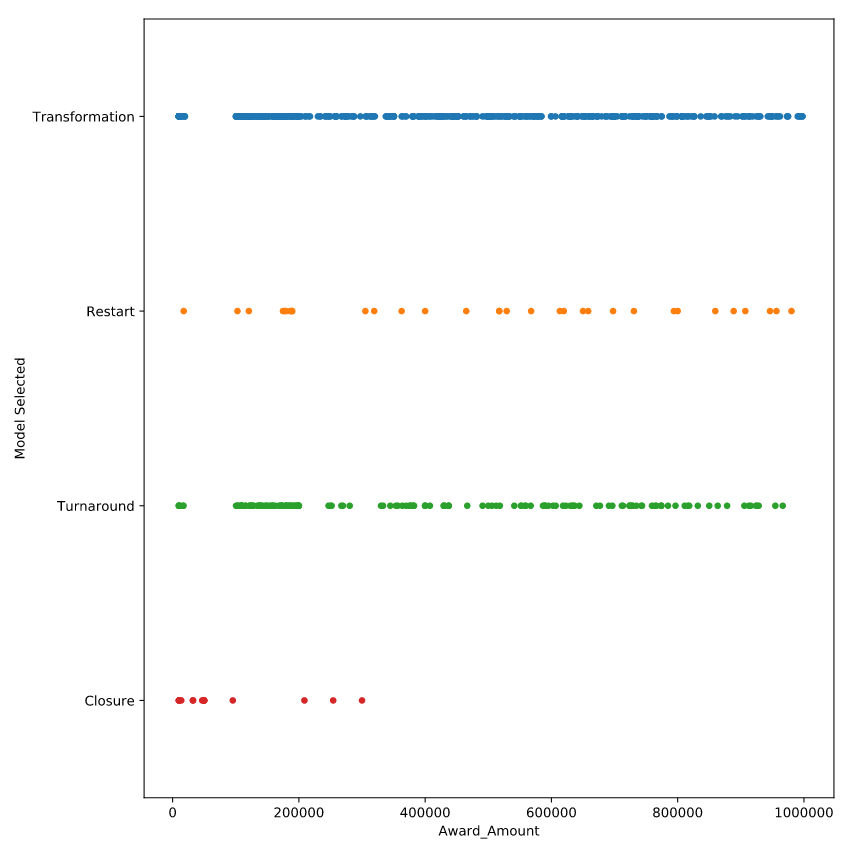 Transformation
Restart
Model Selected
Turnaround
Closure
0 200000 400000 600000 800000 1000000
Award_Amount